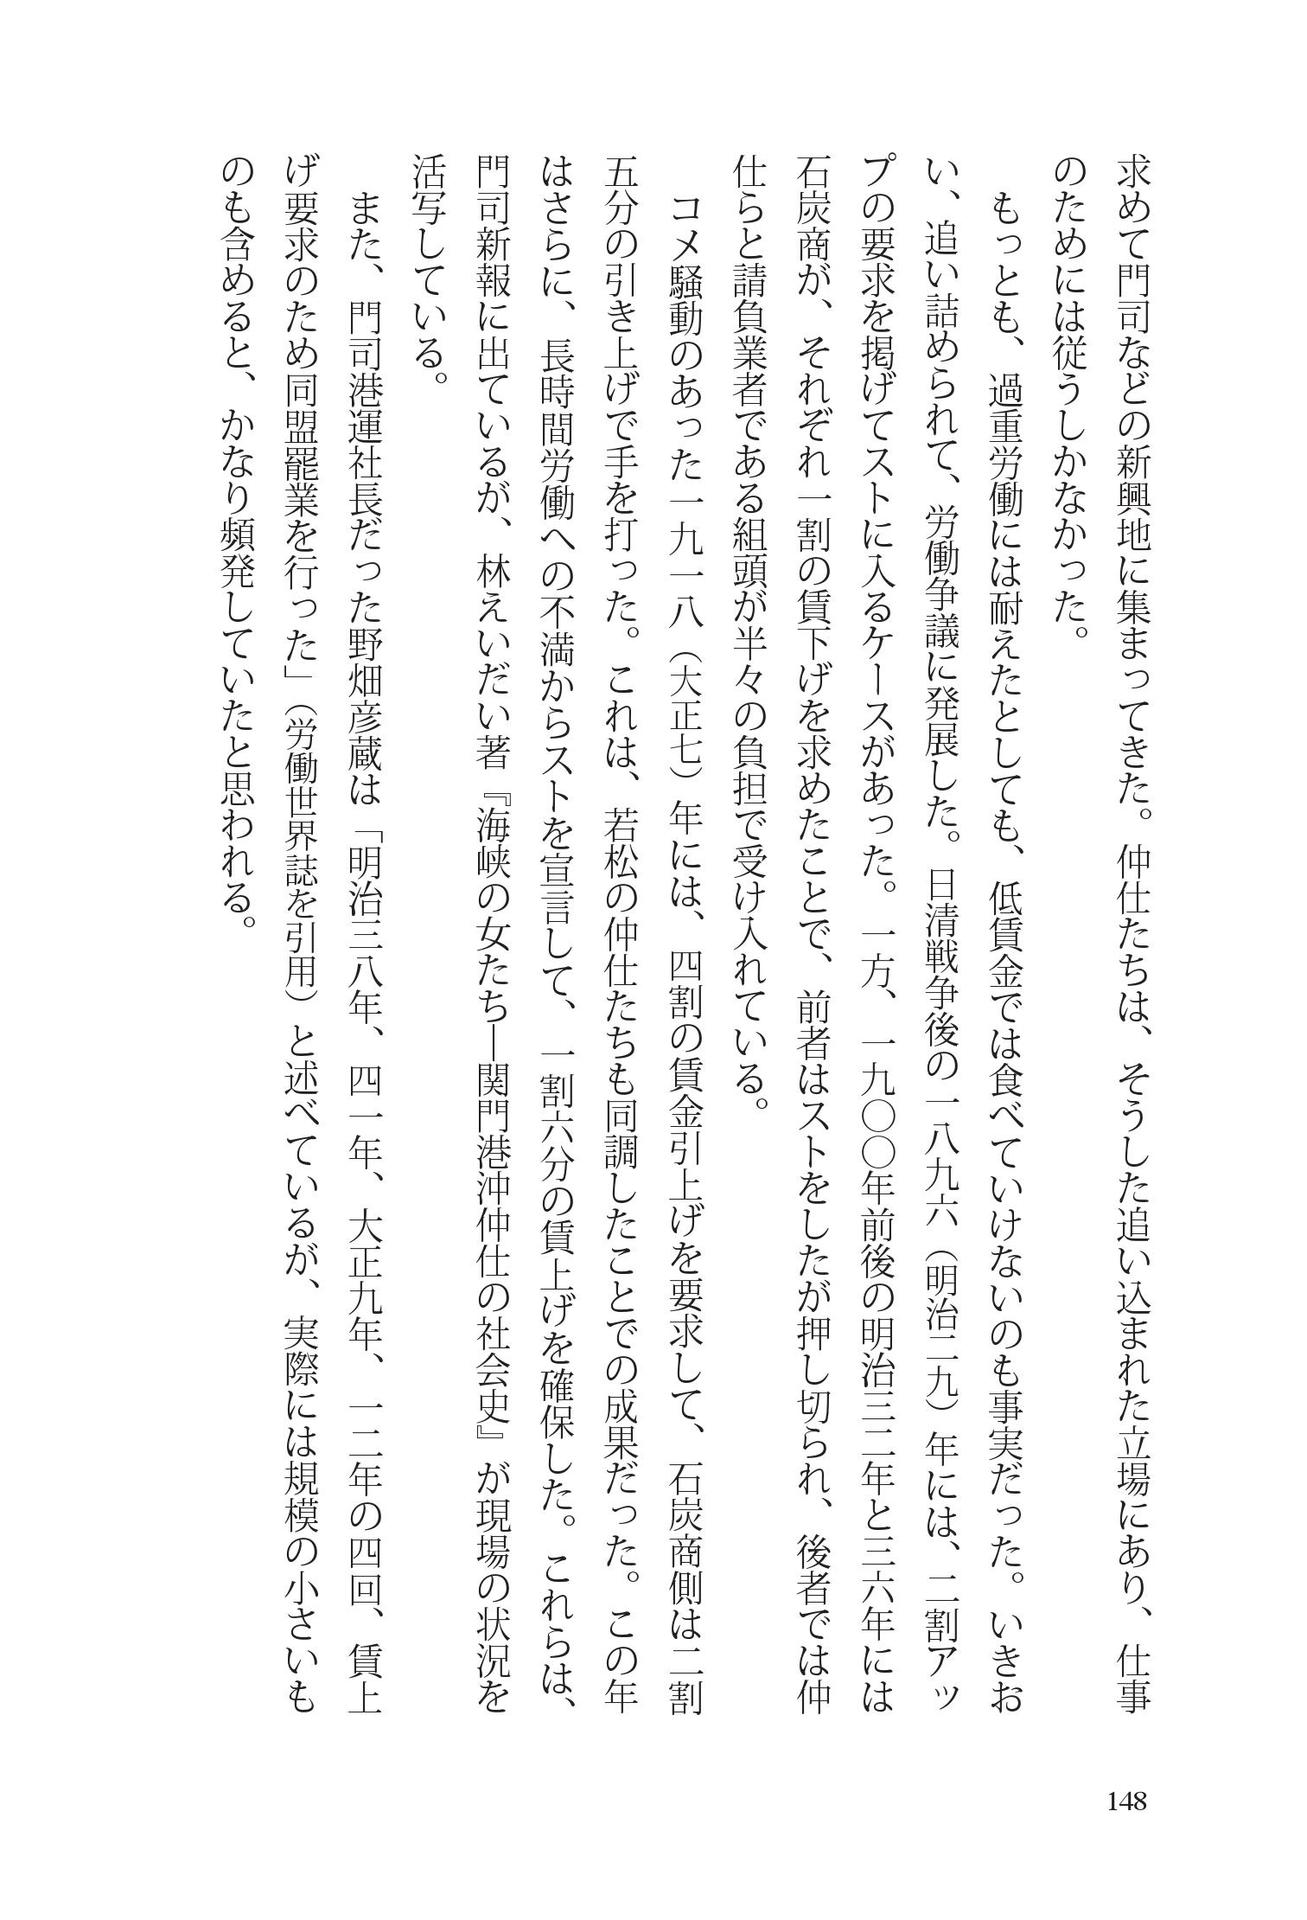 求めて門司などの新興地に集まってきた。仲仕たちは、そうした追い込まれた立場にあり、仕事
のためには従うしかなかった。
　もっとも、過重労働には耐えたとしても、低賃金では食べていけないのも事実だった。いきお
い、追い詰められて、労働争議に発展した。日清戦争後の一八九六（明治二九）年には、二割アッ
プの要求を掲げてストに入るケースがあった。一方、一九〇〇年前後の明治三二年と三六年には
石炭商が、それぞれ一割の賃下げを求めたことで、前者はストをしたが押し切られ、後者では仲
仕らと請負業者である組頭が半々の負担で受け入れている。
　コメ騒動のあった一九一八（大正七）年には、四割の賃金引上げを要求して、石炭商側は二割
五分の引き上げで手を打った。これは、若松の仲仕たちも同調したことでの成果だった。この年
はさらに、長時間労働への不満からストを宣言して、一割六分の賃上げを確保した。これらは、
門司新報に出ているが、林えいだい著『海峡の女たち―関門港沖仲仕の社会史』が現場の状況を
活写している。
　また、門司港運社長だった野畑彦蔵は「明治三八年、四一年、大正九年、一二年の四回、賃上
げ要求のため同盟罷業を行った」（労働世界誌を引用）と述べているが、実際には規模の小さいも
のも含めると、かなり頻発していたと思われる。
148